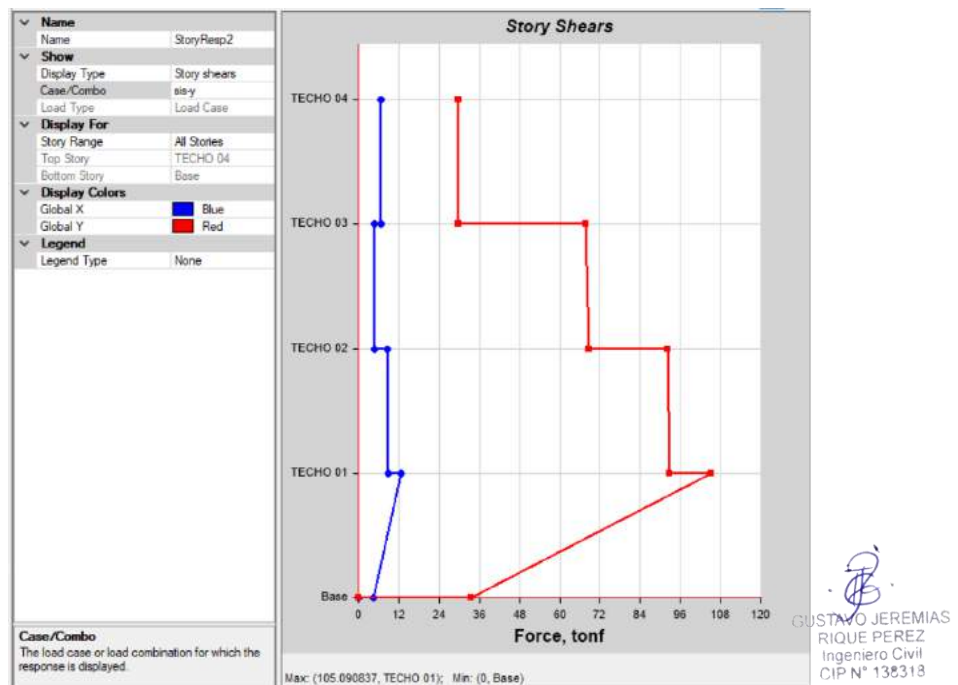 Name
Name StoryResp2
Show
Display Type Story shears
Case/Combo sis-y
Load Type Load Case
Display For
Story Range All Stories
Top Story TECHO 04
Bottom Story Base
Display Colors
Global X Blue
Global Y Red
Legend
Legend Type None
Case/Combo
The load case or load combination for which the
response is displayed.
Story Shears
TECHO 04
TECHO 03
TECHO 02
TECHO 01
Base
0 12 24 36 48 60 72 84 96 108 120
Force, tonf
Max: (105.090837, TECHO 01); Min: (0, Base)
GUSTAVO JEREMIAS
RIQUE PEREZ
Ingeniero Civil
CIP N° 138318